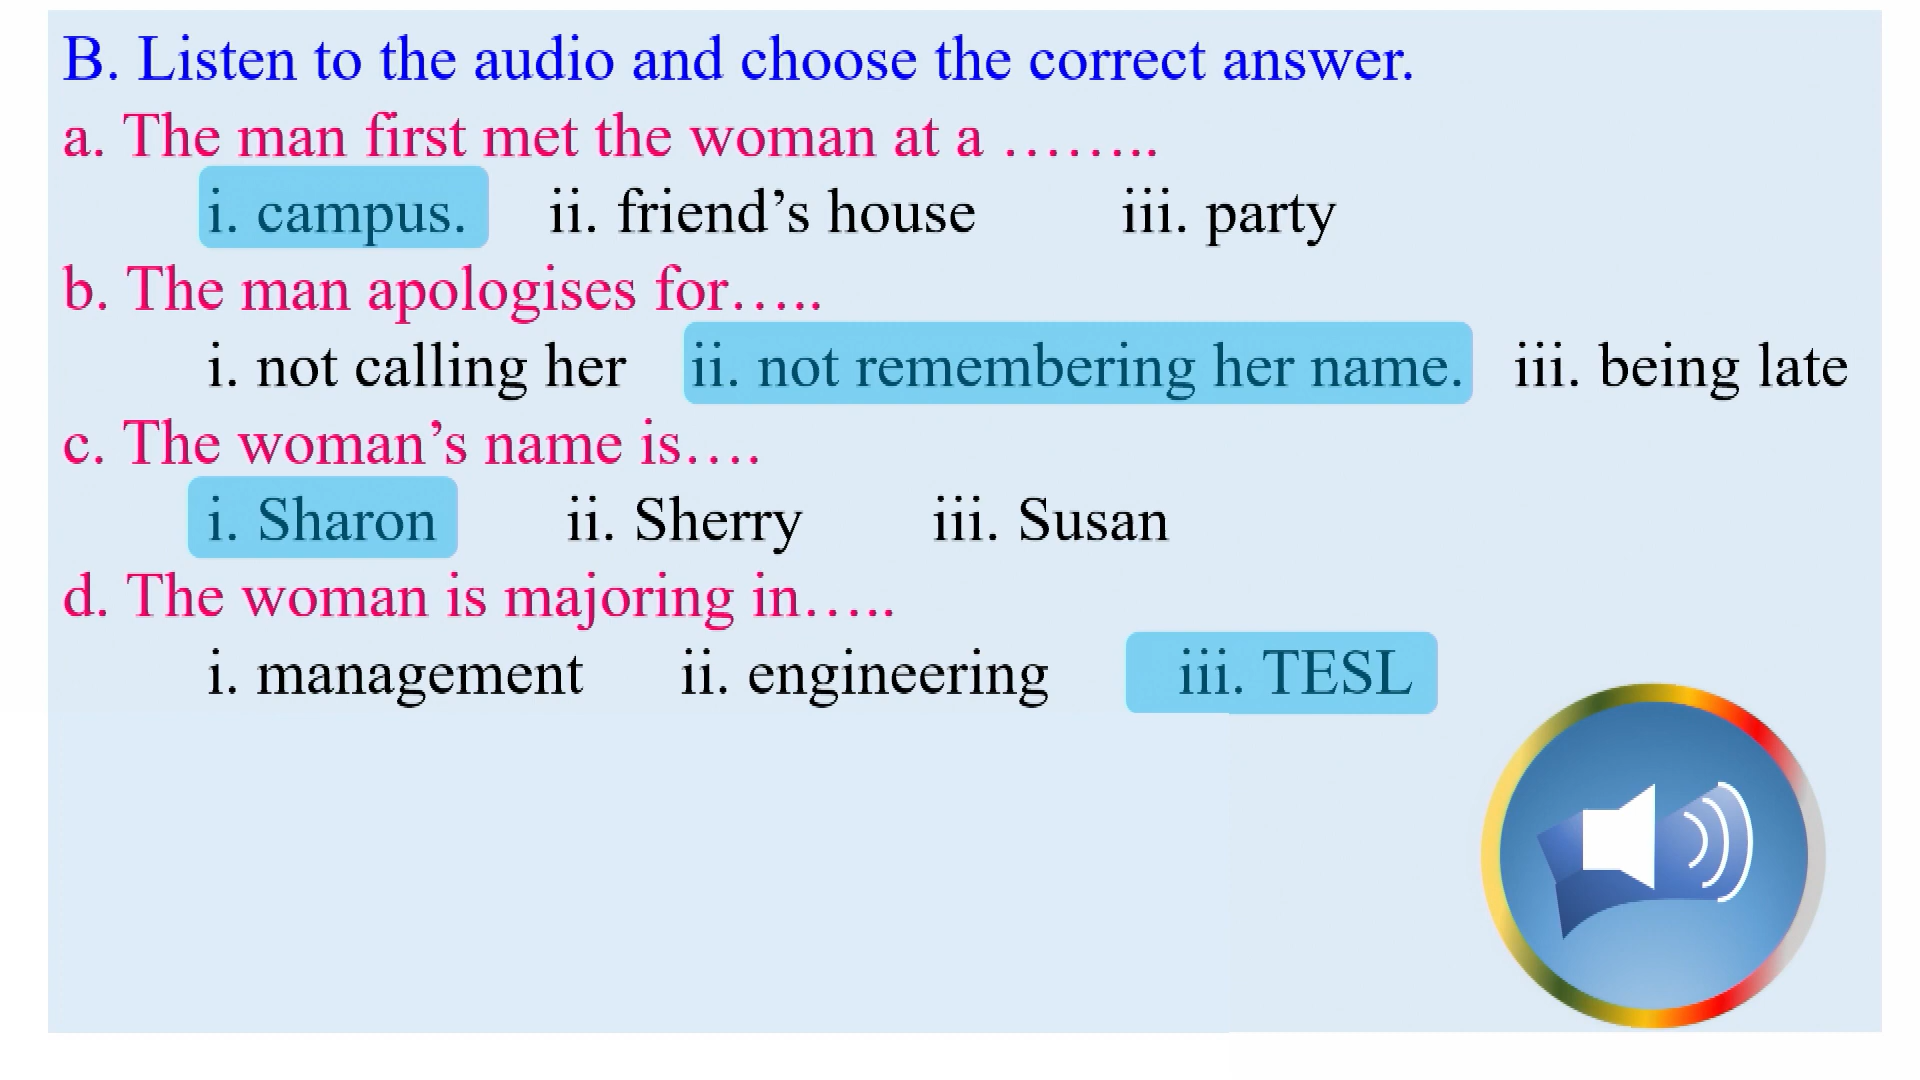 B. Listen to the audio and choose the correct answer.
a. The man first met the woman at a ……..
i. campus. ii. friend’s house iii. party
b. The man apologises for…..
i. not calling her ii. not remembering her name. iii. being late
c. The woman’s name is….
i. Sharon ii. Sherry iii. Susan
d. The woman is majoring in…..
i. management ii. engineering iii. TESL